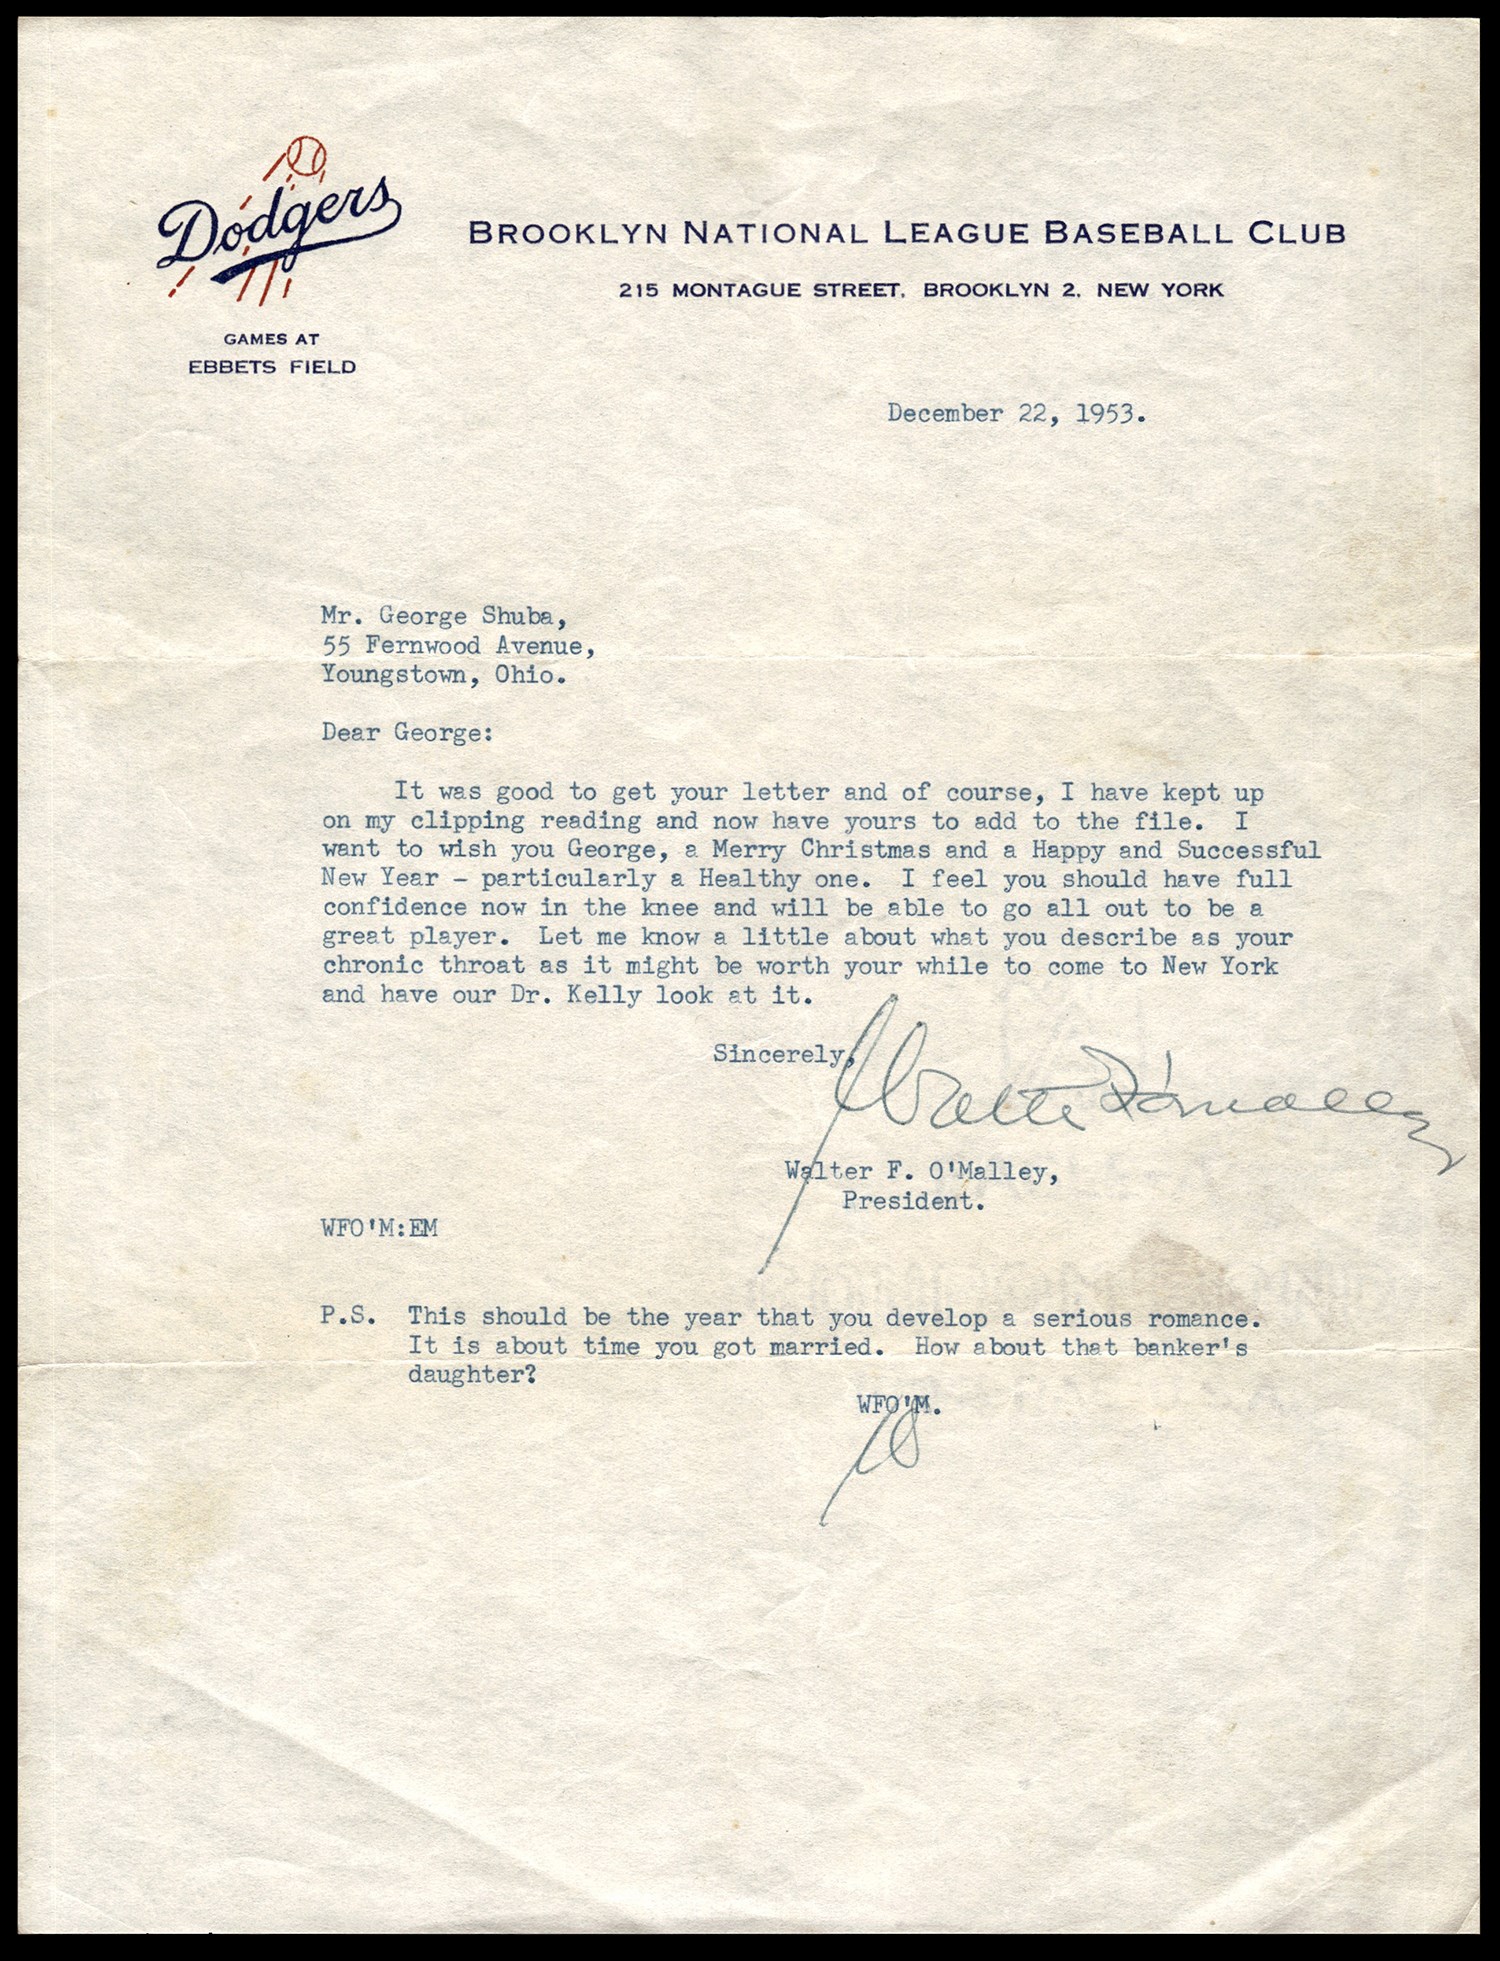 Dodgers
GAMES AT
EBBETS FIELD
BROOKLYN NATIONAL LEAGUE BASEBALL CLUB
215 MONTAGUE STREET, BROOKLYN 2, NEW YORK
December 22, 1953.
Mr. George Shuba,
55 Fernwood Avenue,
Youngstown, Ohio.
Dear George:
It was good to get your letter and of course, I have kept up
on my clipping reading and now have yours to add to the file. I
want to wish you George, a Merry Christmas and a Happy and Successful
New Year - particularly a Healthy one. I feel you should have full
confidence now in the knee and will be able to go all out to be a
great player. Let me know a little about what you describe as your
chronic throat as it might be worth your while to come to New York
and have our Dr. Kelly look at it.
Sincerely,
Walter O'Malley
Walter F. O'Malley,
President.
WFO'M:EM
P.S. This should be the year that you develop a serious romance.
It is about time you got married. How about that banker's
daughter?
WFO'M.